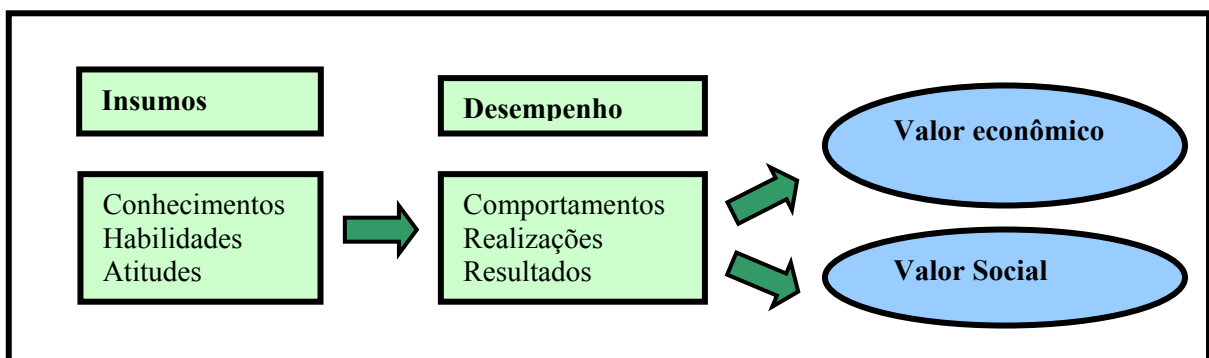 Insumos
Conhecimentos
Habilidades
Atitudes
Desempenho
Comportamentos
Realizações
Resultados
Valor econômico
Valor Social